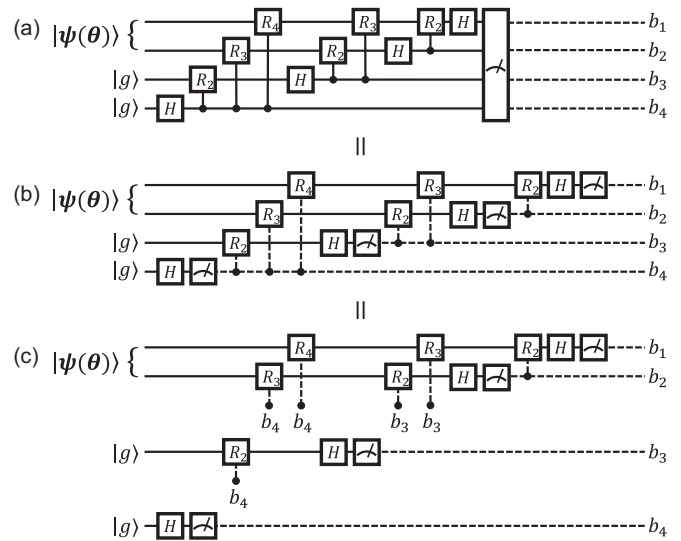 R₄ R₃ R₂ H b₁
(a) |ψ(θ)⟩ { R₃ R₂ H b₂
|g⟩ R₂ H b₃
|g⟩ H b₄
=
R₄ R₃ R₂ H b₁
(b) |ψ(θ)⟩ { R₃ R₂ H b₂
|g⟩ R₂ H b₃
|g⟩ H b₄
=
R₄ R₃ R₂ H b₁
(c) |ψ(θ)⟩ { R₃ R₂ H b₂
b₄ b₄ b₃ b₃
|g⟩ R₂ H b₃
b₄
|g⟩ H b₄